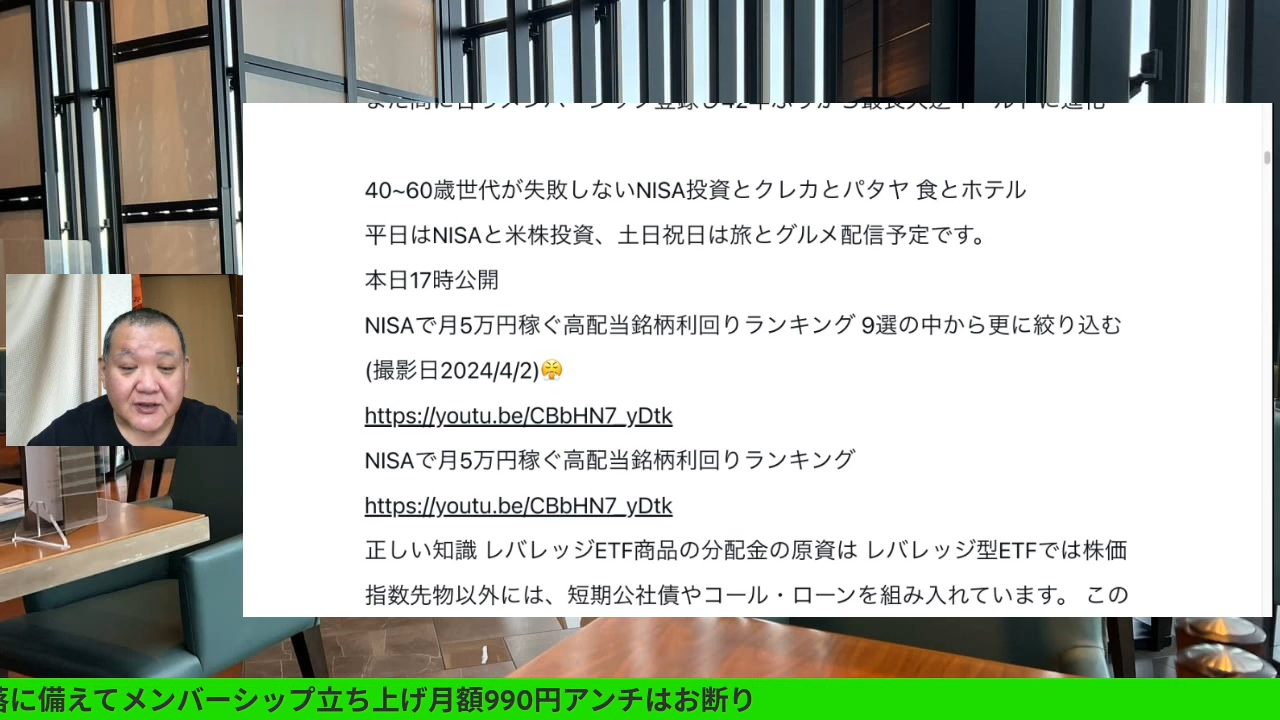 40~60歳世代が失敗しないNISA投資とクレカとパタヤ 食とホテル
平日はNISAと米株投資、土日祝日は旅とグルメ配信予定です。
本日17時公開
NISAで月5万円稼ぐ高配当銘柄利回りランキング 9選の中から更に絞り込む
(撮影日2024/4/2)😤
https://youtu.be/CBbHN7_yDtk
NISAで月5万円稼ぐ高配当銘柄利回りランキング
https://youtu.be/CBbHN7_yDtk
正しい知識 レバレッジETF商品の分配金の原資は レバレッジ型ETFでは株価
指数先物以外には、短期公社債やコール・ローンを組み入れています。 この
落に備えてメンバーシップ立ち上げ月額990円アンチはお断り